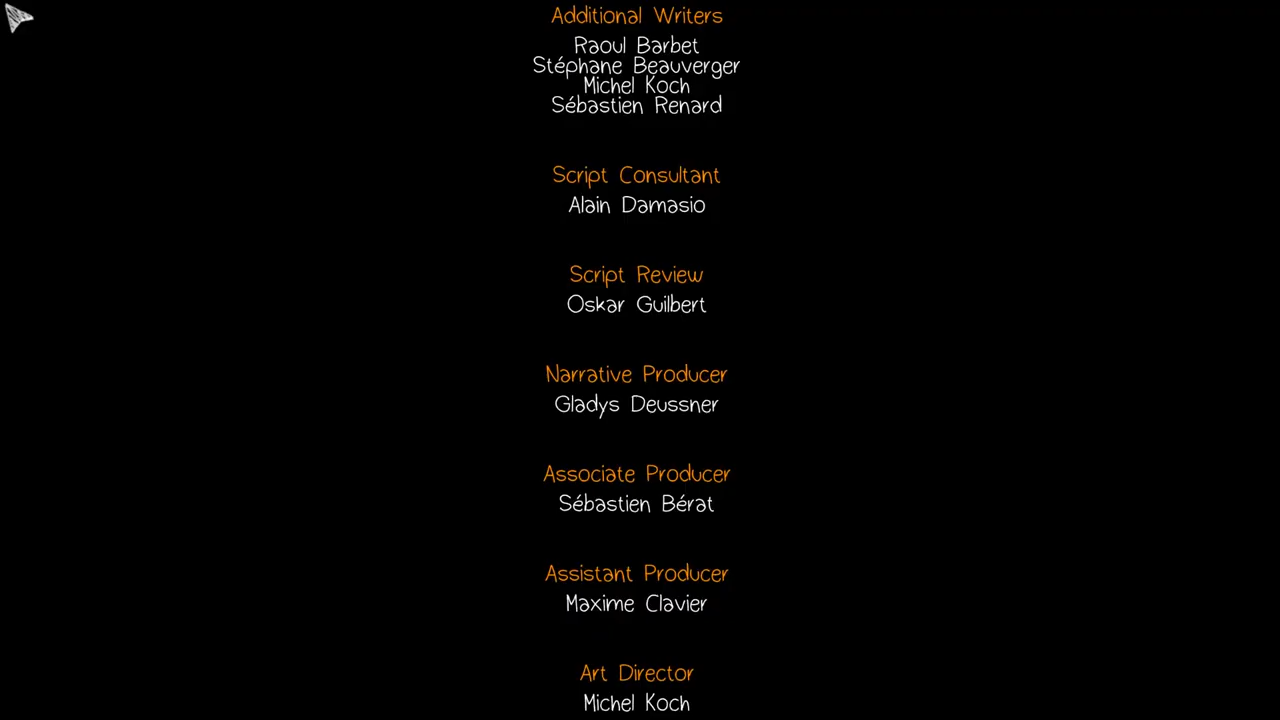 Additional Writers
Raoul Barbet
Stéphane Beauverger
Michel Koch
Sébastien Renard
Script Consultant
Alain Damasio
Script Review
Oskar Guilbert
Narrative Producer
Gladys Deussner
Associate Producer
Sébastien Bérat
Assistant Producer
Maxime Clavier
Art Director
Michel Koch